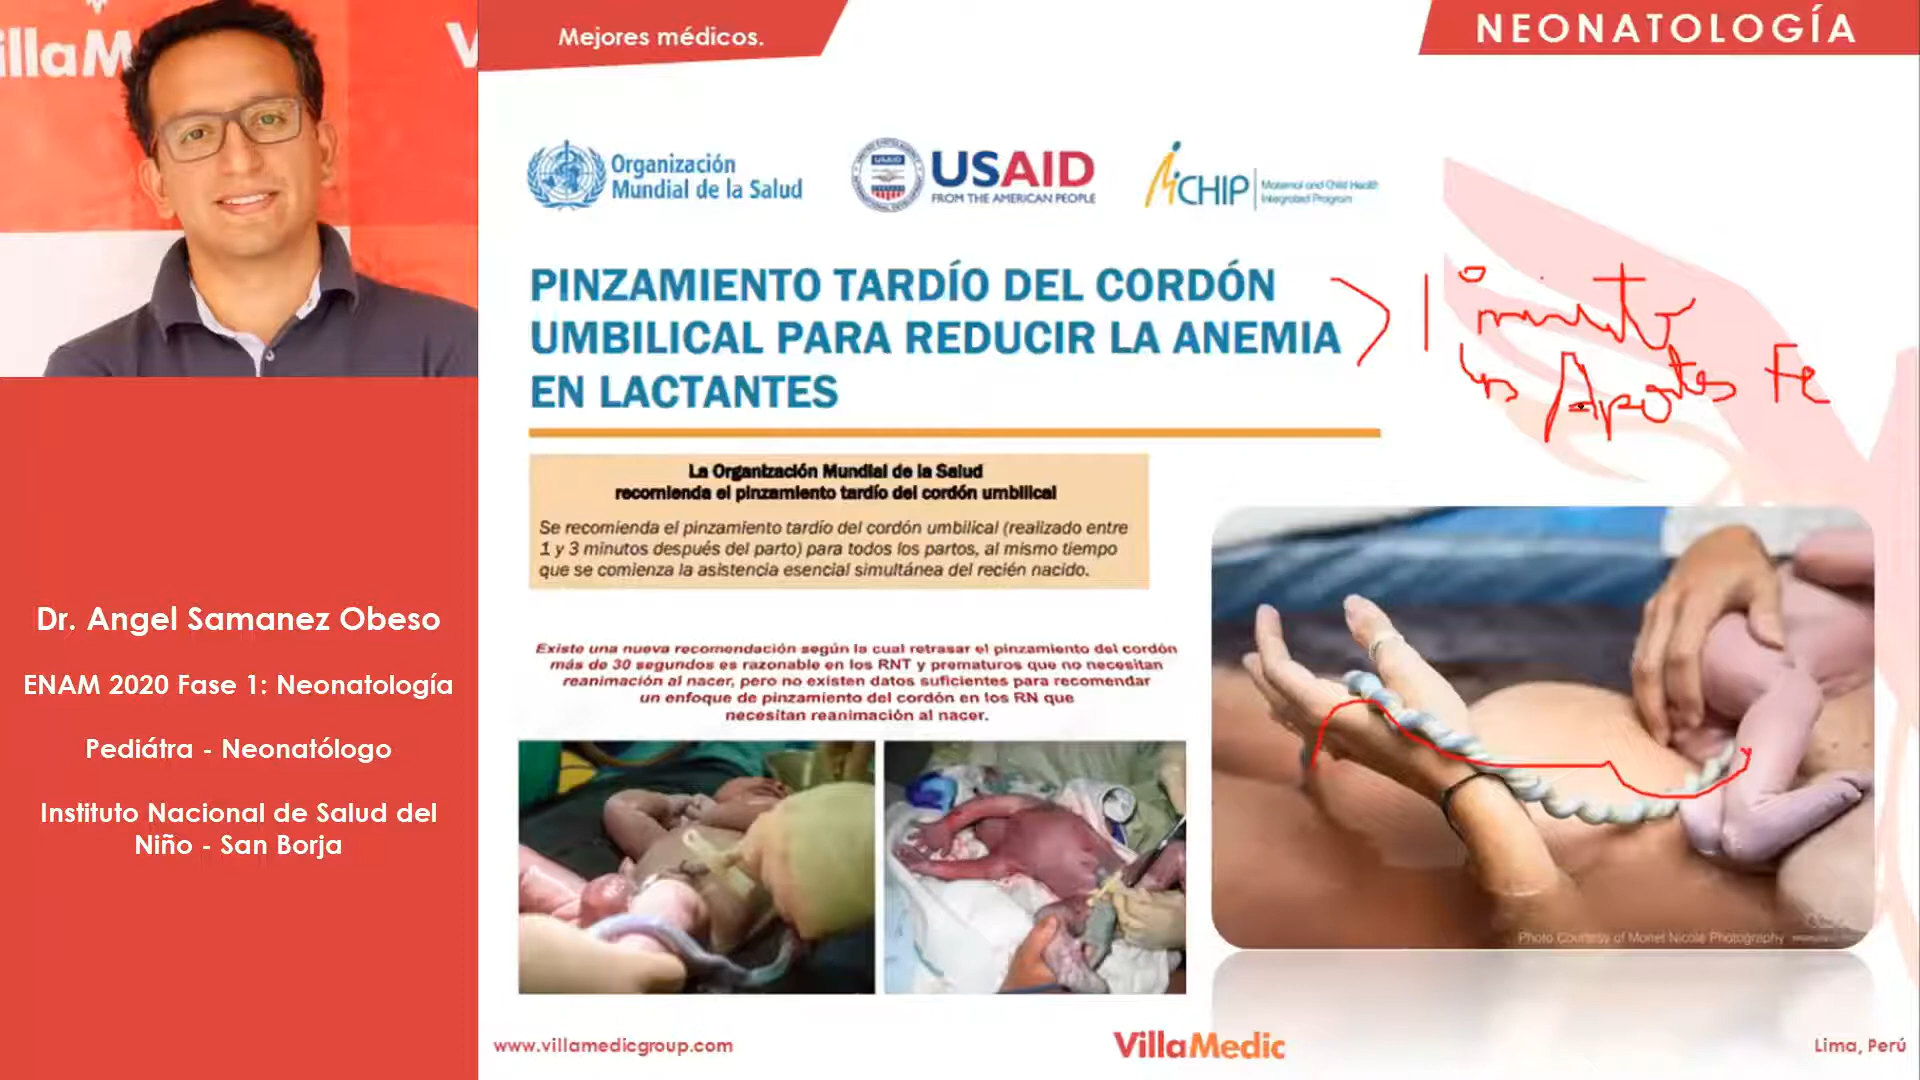 illaM
V
Mejores médicos.
NEONATOLOGÍA
Organización
Mundial de la Salud
USAID
FROM THE AMERICAN PEOPLE
MCHIP
Maternal and Child Health
Integrated Program
PINZAMIENTO TARDÍO DEL CORDÓN
UMBILICAL PARA REDUCIR LA ANEMIA
EN LACTANTES
> 1 minuto
Aportes Fe
La Organización Mundial de la Salud
recomienda el pinzamiento tardío del cordón umbilical
Se recomienda el pinzamiento tardío del cordón umbilical (realizado entre
1 y 3 minutos después del parto) para todos los partos, al mismo tiempo
que se comienza la asistencia esencial simultánea del recién nacido.
Existe una nueva recomendación según la cual retrasar el pinzamiento del cordón
más de 30 segundos es razonable en los RNT y prematuros que no necesitan
reanimación al nacer, pero no existen datos suficientes para recomendar
un enfoque de pinzamiento del cordón en los RN que
necesitan reanimación al nacer.
Dr. Angel Samanez Obeso
ENAM 2020 Fase 1: Neonatología
Pediátra - Neonatólogo
Instituto Nacional de Salud del
Niño - San Borja
Photo Courtesy of Monet Nicole Photography
www.villamedicgroup.com
VillaMedic
Lima, Perú